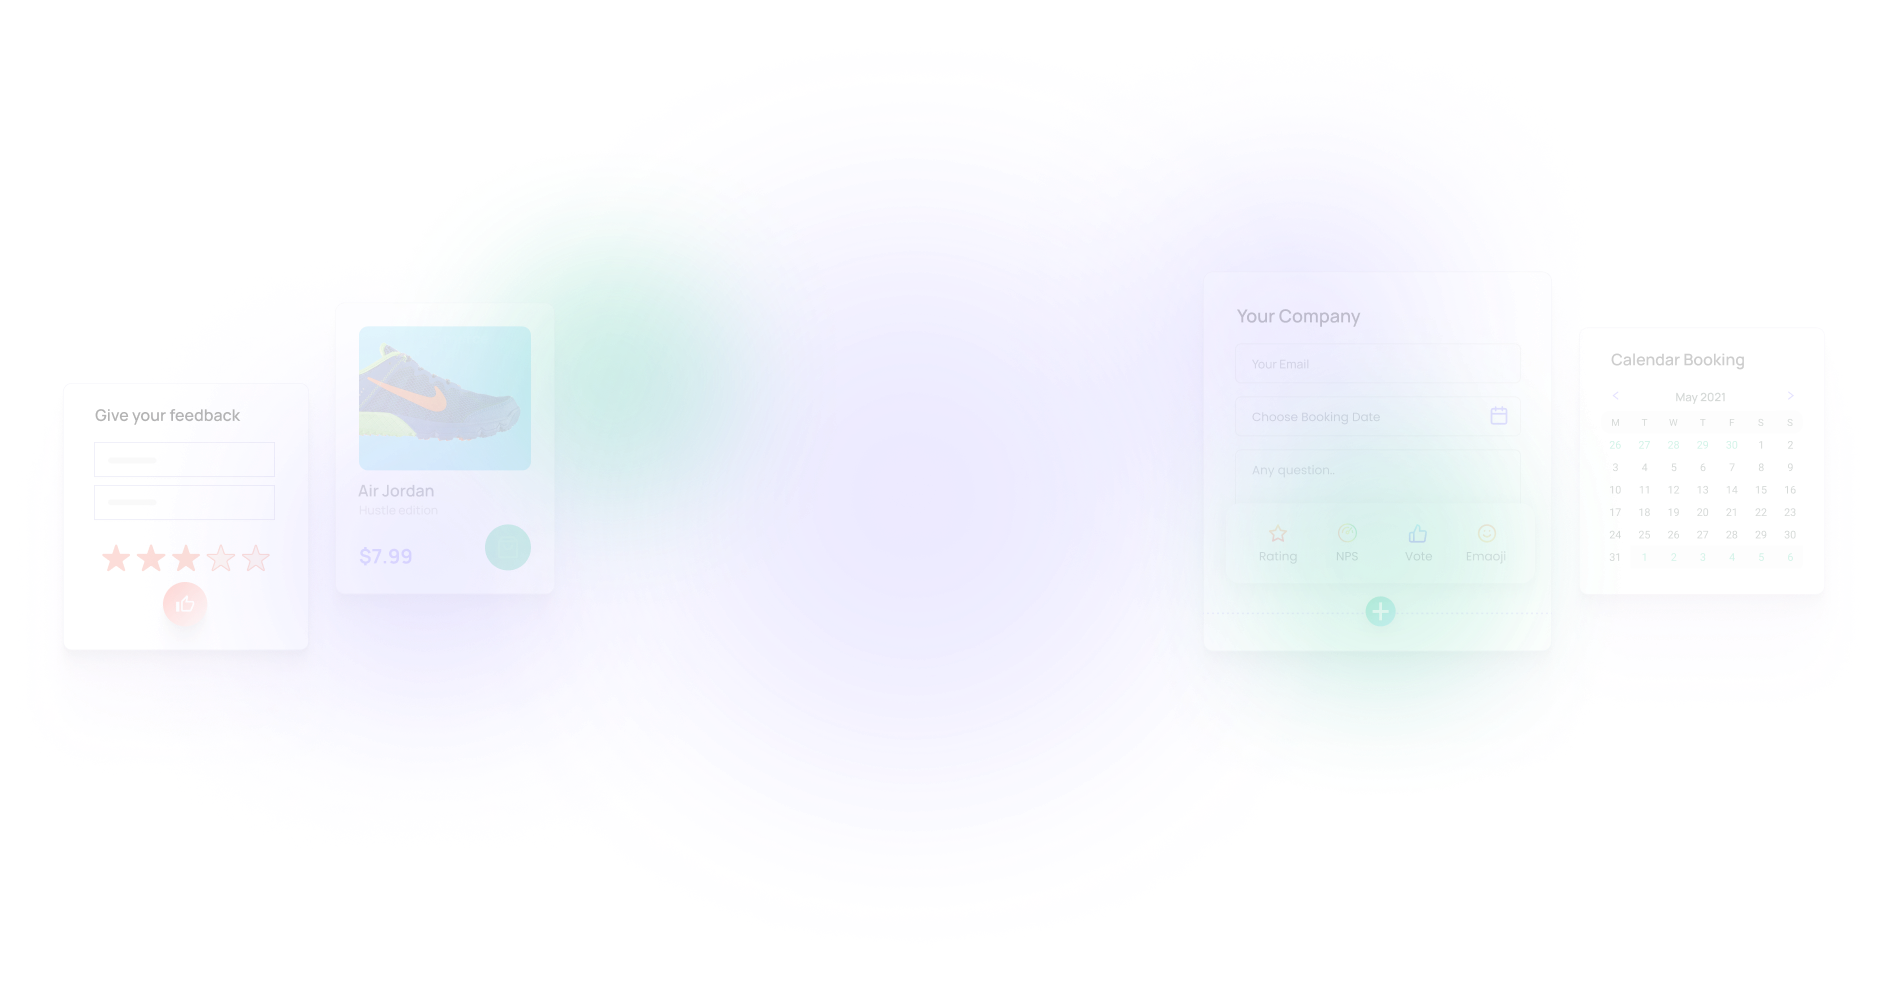 Give your feedback
Air Jordan
Hustle edition
$7.99
Your Company
Your Email
Choose Booking Date
Any question..
Rating NPS Vote Emaoji
Calendar Booking
< May 2021 >
M T W T F S S
26 27 28 29 30 1 2
3 4 5 6 7 8 9
10 11 12 13 14 15 16
17 18 19 20 21 22 23
24 25 26 27 28 29 30
31 1 2 3 4 5 6